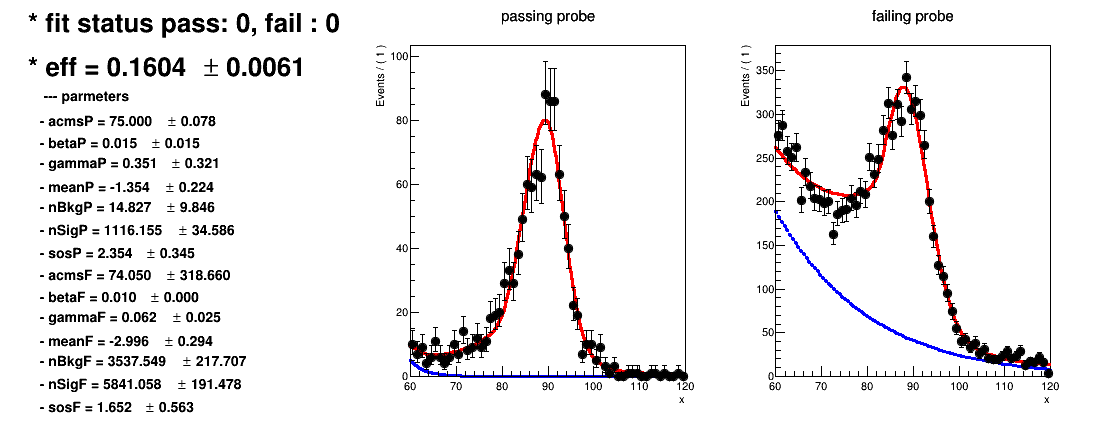 * fit status pass: 0, fail : 0
* eff = 0.1604 ± 0.0061
--- parmeters
- acmsP = 75.000 ± 0.078
- betaP = 0.015 ± 0.015
- gammaP = 0.351 ± 0.321
- meanP = -1.354 ± 0.224
- nBkgP = 14.827 ± 9.846
- nSigP = 1116.155 ± 34.586
- sosP = 2.354 ± 0.345
- acmsF = 74.050 ± 318.660
- betaF = 0.010 ± 0.000
- gammaF = 0.062 ± 0.025
- meanF = -2.996 ± 0.294
- nBkgF = 3537.549 ± 217.707
- nSigF = 5841.058 ± 191.478
- sosF = 1.652 ± 0.563
passing probe
Events / ( 1 )
100
80
60
40
20
0
60 70 80 90 100 110 120
x
failing probe
Events / ( 1 )
350
300
250
200
150
100
50
0
60 70 80 90 100 110 120
x